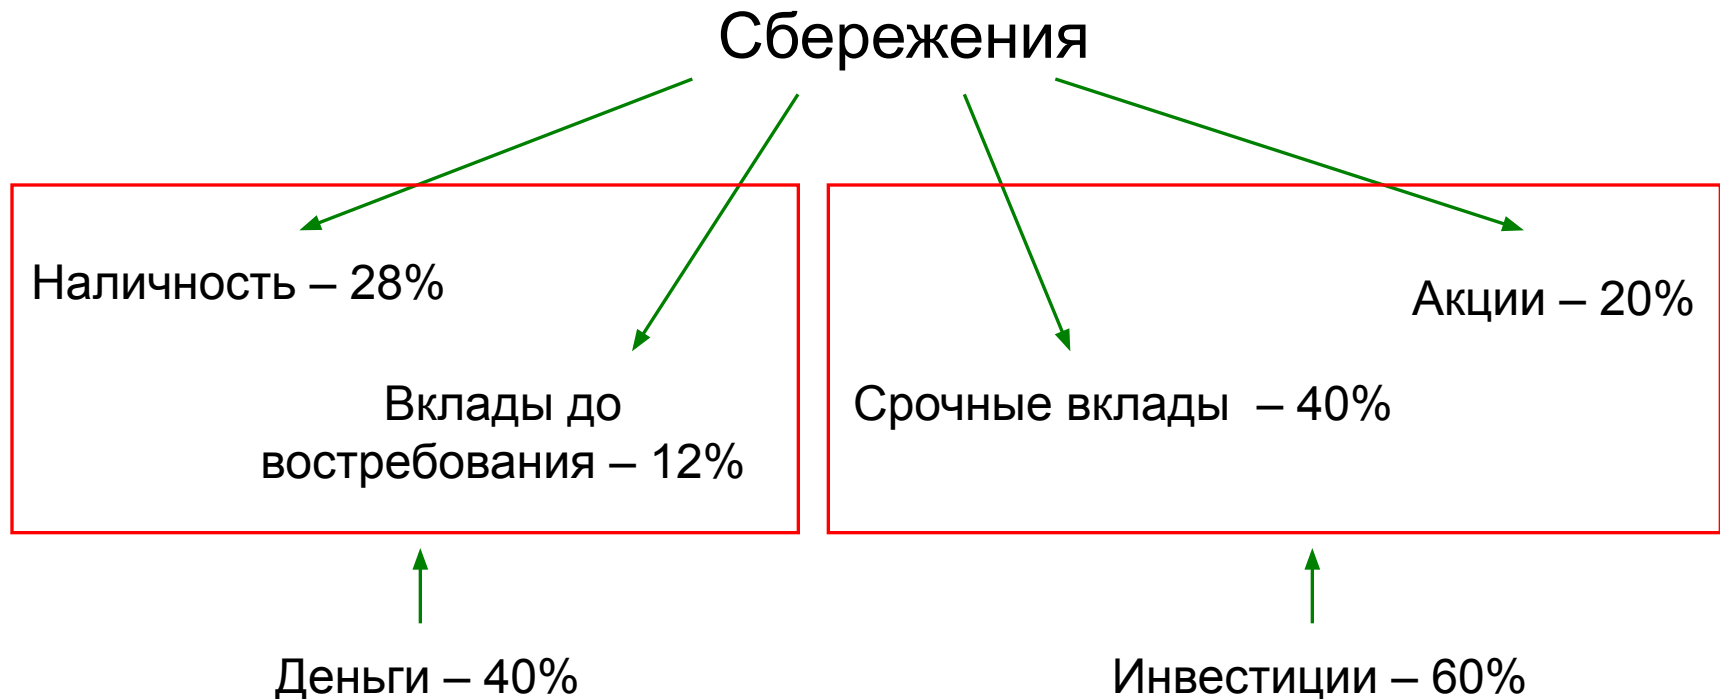 Сбережения
Наличность – 28%
Акции – 20%
Вклады до
востребования – 12%
Срочные вклады – 40%
Деньги – 40%
Инвестиции – 60%